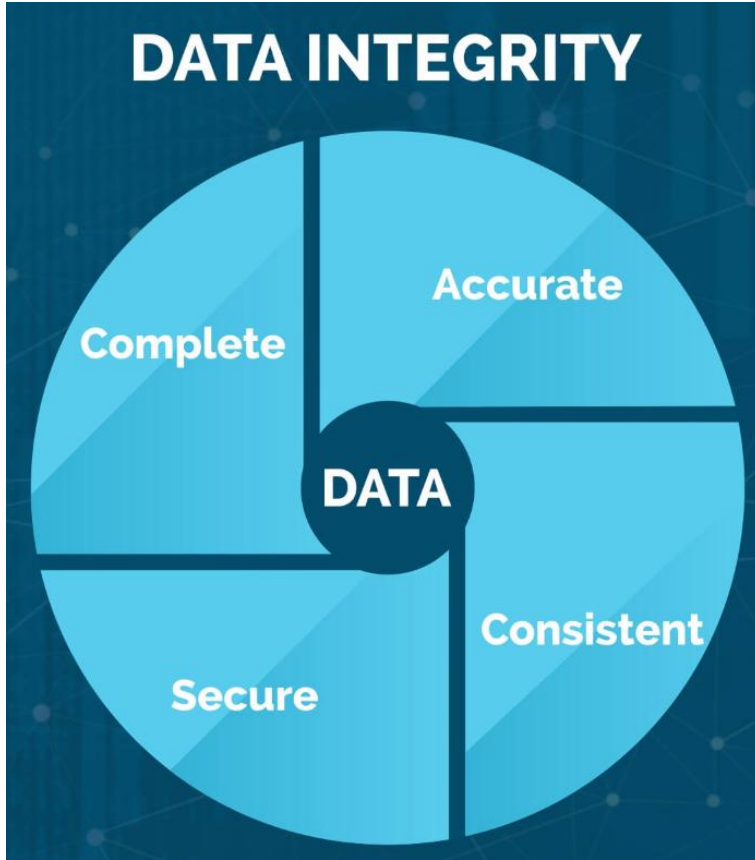 DATA INTEGRITY
Accurate
Complete
DATA
Consistent
Secure